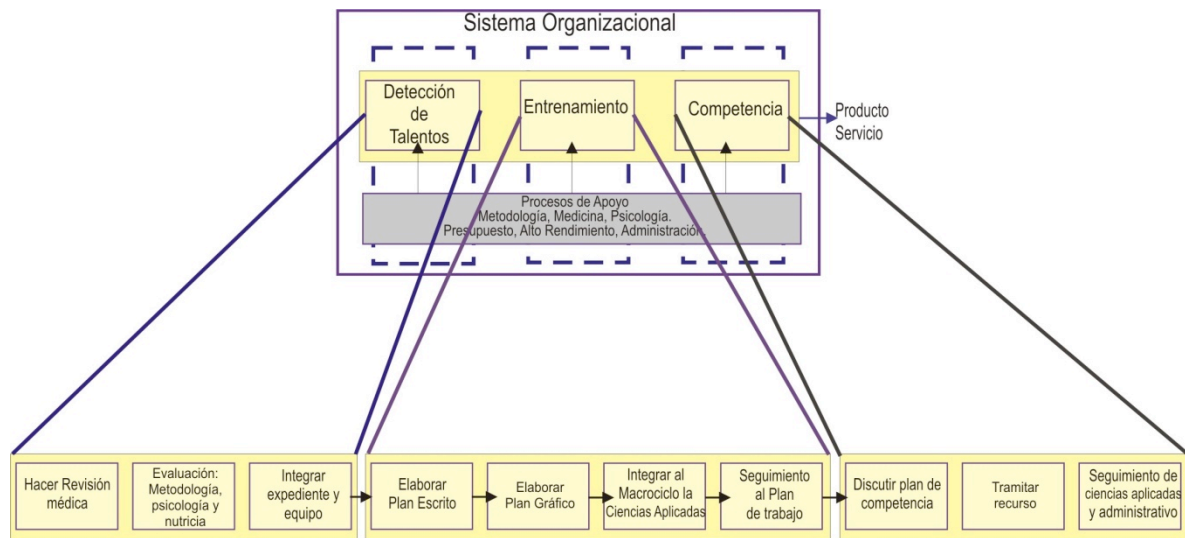 Sistema Organizacional
Detección
de
Talentos
Entrenamiento
Competencia
Producto
Servicio
Procesos de Apoyo
Metodología, Medicina, Psicología.
Presupuesto, Alto Rendimiento, Administración.
Hacer Revisión
médica
Evaluación:
Metodología,
psicología y
nutricia
Integrar
expediente y
equipo
Elaborar
Plan Escrito
Elaborar
Plan Gráfico
Integrar al
Macrociclo la
Ciencias Aplicadas
Seguimiento
al Plan
de trabajo
Discutir plan de
competencia
Tramitar
recurso
Seguimiento de
ciencias aplicadas
y administrativo